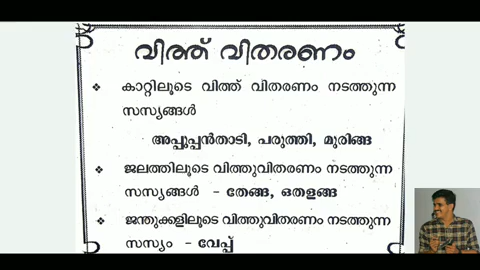 വിത്ത് വിതരണം
❖ കാറ്റിലൂടെ വിത്ത് വിതരണം നടത്തുന്ന
സസ്യങ്ങൾ
അപ്പൂപ്പൻതാടി, പരുത്തി, മുരിങ്ങ
❖ ജലത്തിലൂടെ വിത്തുവിതരണം നടത്തുന്ന
സസ്യങ്ങൾ - തേങ്ങ, ഒതളങ്ങ
❖ ജന്തുക്കളിലൂടെ വിത്തുവിതരണം നടത്തുന്ന
സസ്യം - വേപ്പ്